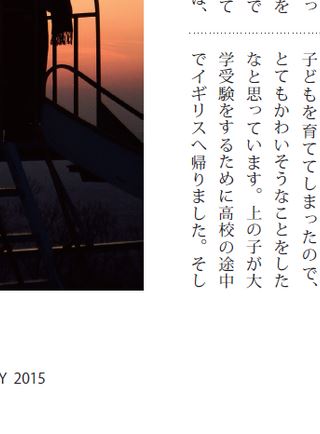 っ
を
で
て
は、
子どもを育ててしまったので、
とてもかわいそうなことをした
なと思っています。上の子が大
学受験をするために高校の途中
でイギリスへ帰りました。そし
Y 2015